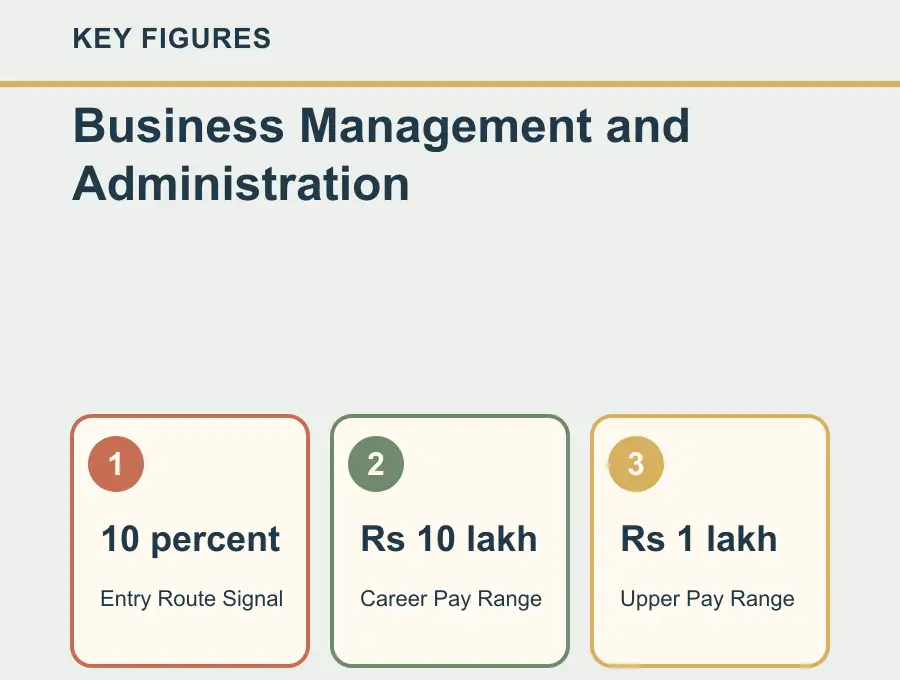 KEY FIGURES
Business Management and
Administration
1
2
3
10 percent
Rs 10 lakh
Rs 1 lakh
Entry Route Signal
Career Pay Range
Upper Pay Range